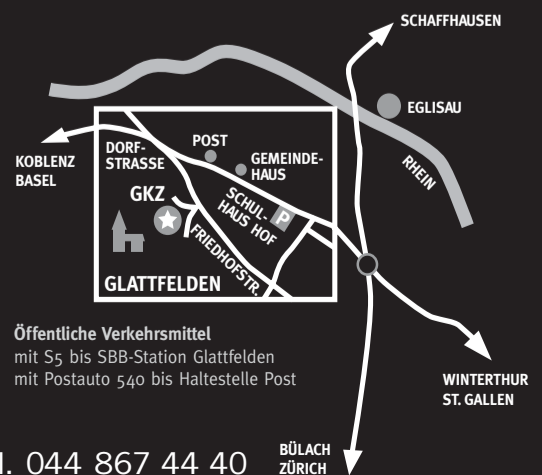 SCHAFFHAUSEN
EGLISAU
RHEIN
KOBLENZ
BASEL
DORF-
STRASSE
POST
GEMEINDE-
HAUS
GKZ
SCHUL-
HAUS HOF
P
FRIEDHOFSTR.
GLATTFELDEN
Öffentliche Verkehrsmittel
mit S5 bis SBB-Station Glattfelden
mit Postauto 540 bis Haltestelle Post
WINTERTHUR
ST. GALLEN
BÜLACH
ZÜRICH
l. 044 867 44 40